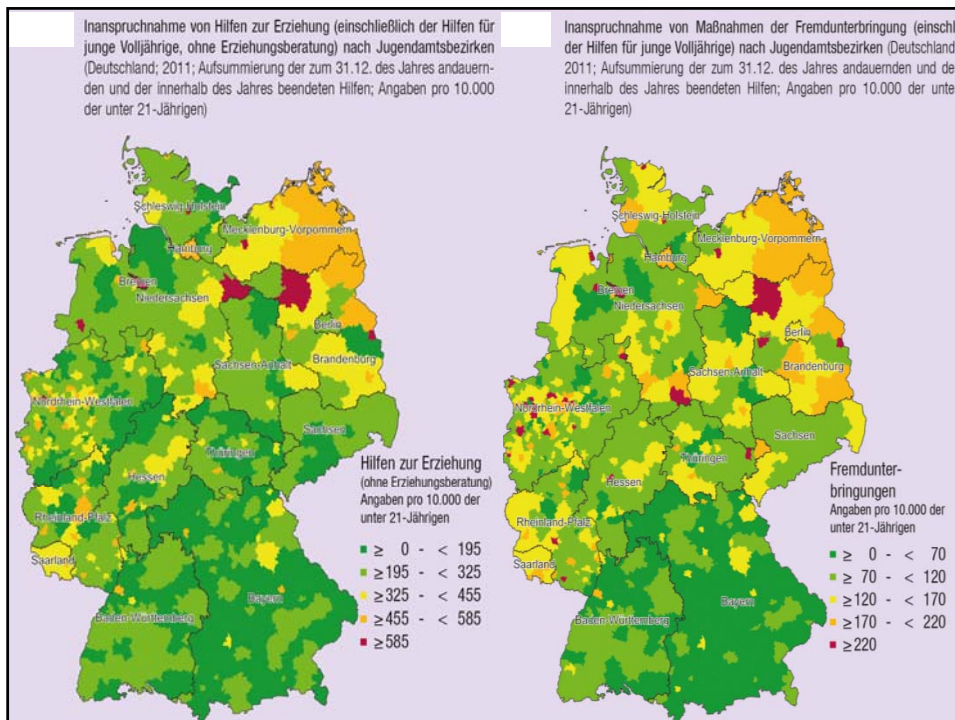 Inanspruchnahme von Hilfen zur Erziehung (einschließlich der Hilfen für
junge Volljährige, ohne Erziehungsberatung) nach Jugendamtsbezirken
(Deutschland; 2011; Aufsummierung der zum 31.12. des Jahres andauern-
den und der innerhalb des Jahres beendeten Hilfen; Angaben pro 10.000
der unter 21-Jährigen)
Schleswig-Holstein
Mecklenburg-Vorpommern
Hamburg
Bremen
Niedersachsen
Berlin
Brandenburg
Sachsen-Anhalt
Nordrhein-Westfalen
Sachsen
Thüringen
Hessen
Rheinland-Pfalz
Saarland
Bayern
Baden-Württemberg
Hilfen zur Erziehung
(ohne Erziehungsberatung)
Angaben pro 10.000 der
unter 21-Jährigen
≥ 0 - < 195
≥195 - < 325
≥325 - < 455
≥455 - < 585
≥585
Inanspruchnahme von Maßnahmen der Fremdunterbringung (einschl
der Hilfen für junge Volljährige) nach Jugendamtsbezirken (Deutschland
2011; Aufsummierung der zum 31.12. des Jahres andauernden und de
innerhalb des Jahres beendeten Hilfen; Angaben pro 10.000 der unte
21-Jährigen)
Schleswig-Holstein
Mecklenburg-Vorpommern
Hamburg
Bremen
Niedersachsen
Berlin
Brandenburg
Sachsen-Anhalt
Nordrhein-Westfalen
Sachsen
Thüringen
Hessen
Rheinland-Pfalz
Saarland
Bayern
Baden-Württemberg
Fremdunter-
bringungen
Angaben pro 10.000 der
unter 21-Jährigen
≥ 0 - < 70
≥ 70 - < 120
≥120 - < 170
≥170 - < 220
≥220